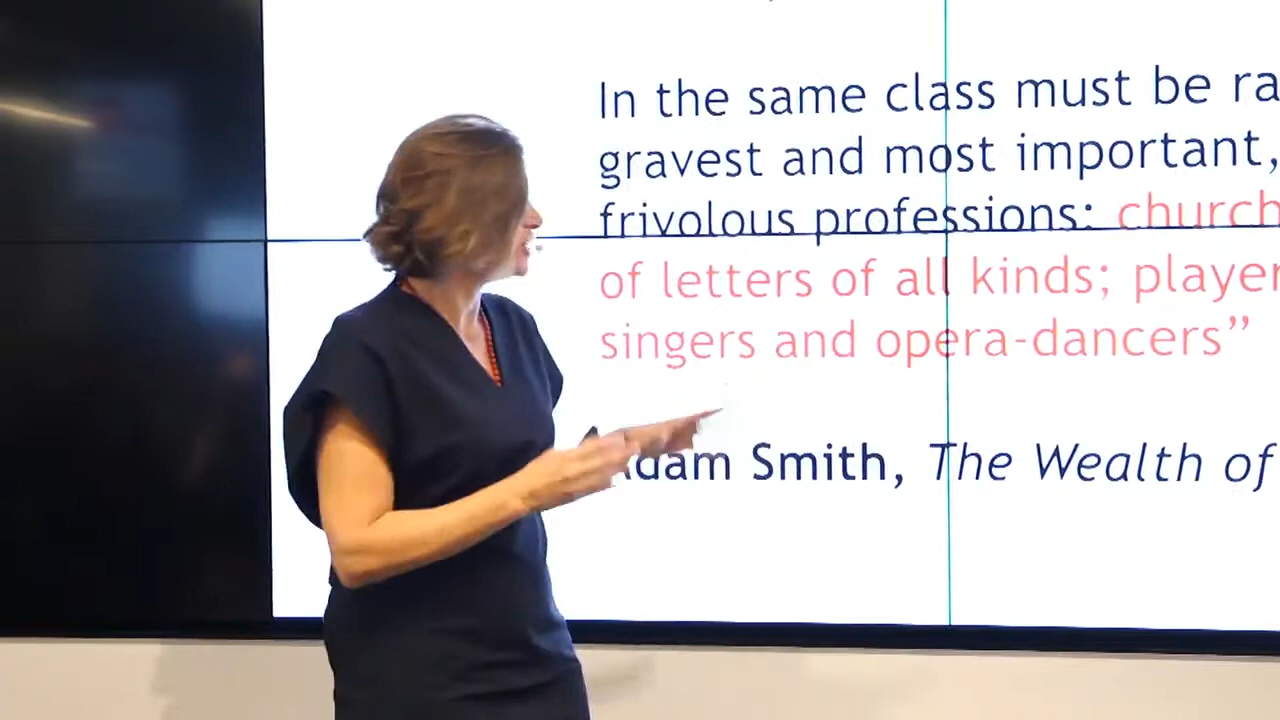 In the same class must be ra
gravest and most important,
frivolous professions: church
of letters of all kinds; player
singers and opera-dancers”
Adam Smith, The Wealth of